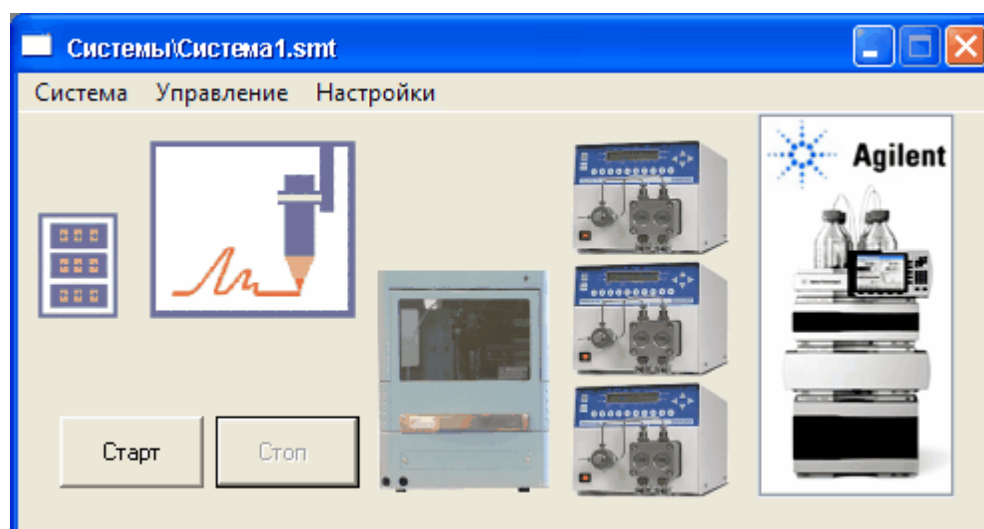 Системы\Система1.smt
Система Управление Настройки
Agilent
Старт
Стоп